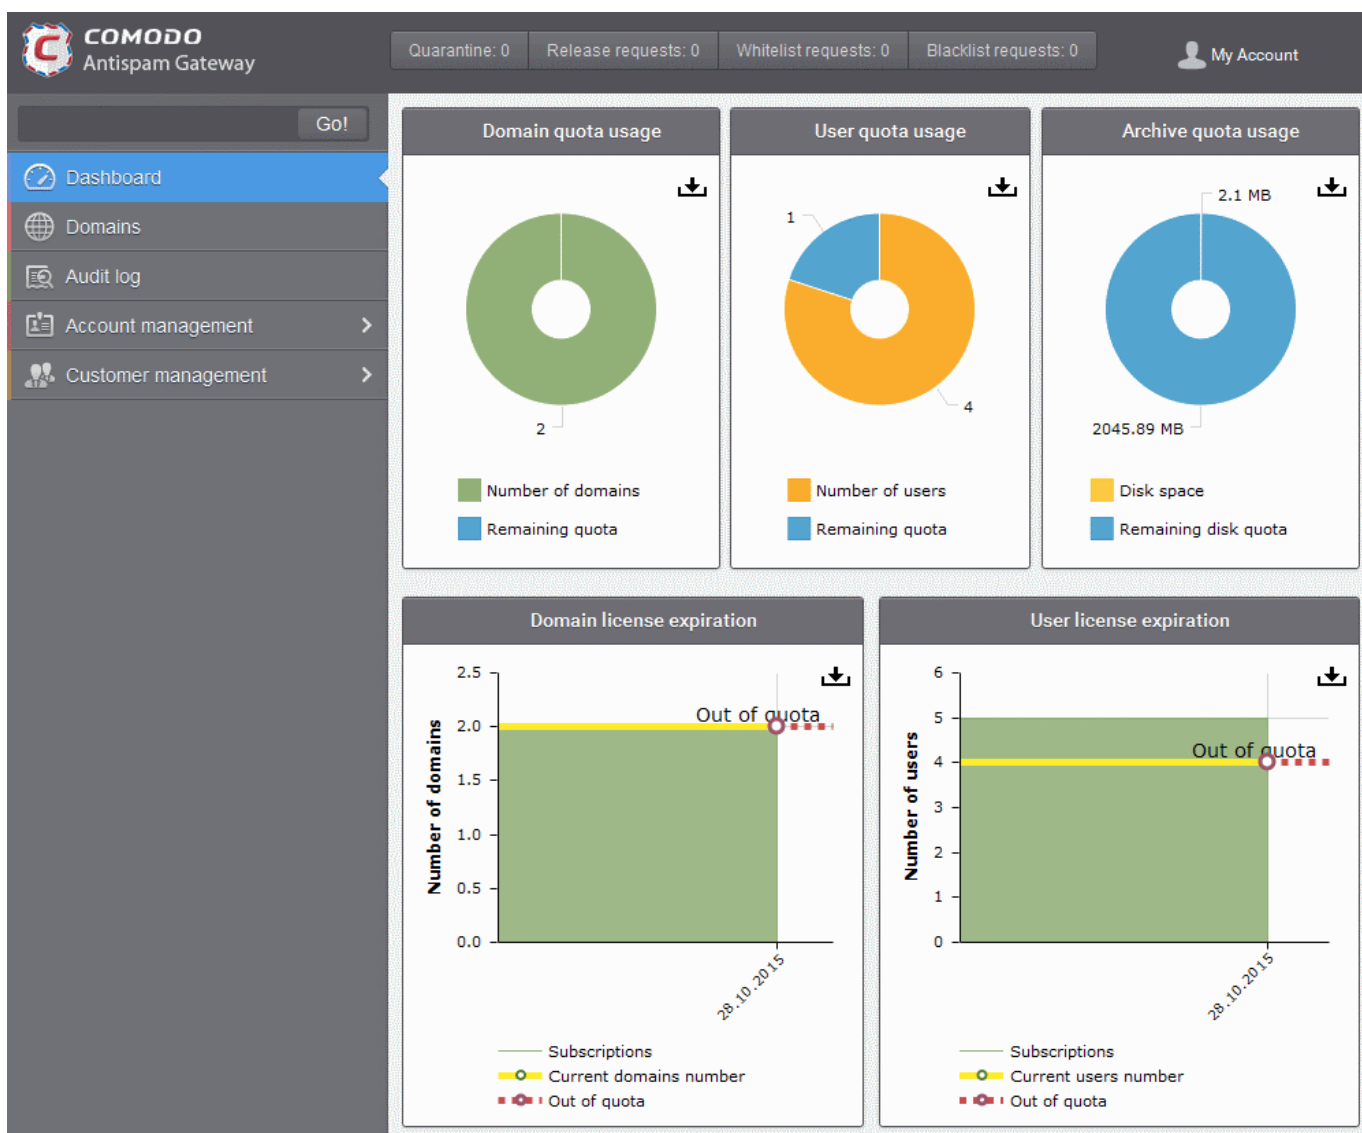 COMODO
Antispam Gateway
Quarantine: 0
Release requests: 0
Whitelist requests: 0
Blacklist requests: 0
My Account
Go!
Dashboard
Domains
Audit log
Account management
Customer management
Domain quota usage
2
Number of domains
Remaining quota
User quota usage
1
4
Number of users
Remaining quota
Archive quota usage
2.1 MB
2045.89 MB
Disk space
Remaining disk quota
Domain license expiration
Number of domains
2.5
2.0
1.5
1.0
0.5
0.0
Out of quota
28.10.2015
Subscriptions
Current domains number
Out of quota
User license expiration
Number of users
6
5
4
3
2
1
0
Out of quota
28.10.2015
Subscriptions
Current users number
Out of quota